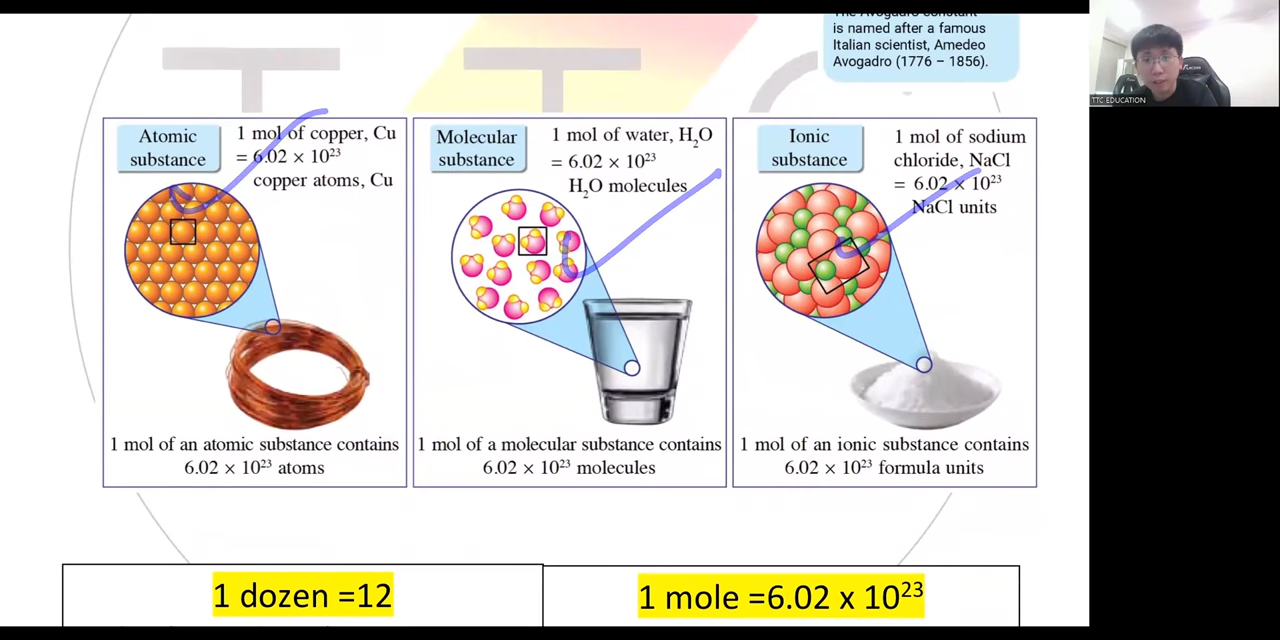 The Avogadro constant
is named after a famous
Italian scientist, Amedeo
Avogadro (1776 – 1856).
TTC EDUCATION
Atomic
substance
1 mol of copper, Cu
= 6.02 × 10²³
copper atoms, Cu
1 mol of an atomic substance contains
6.02 × 10²³ atoms
Molecular
substance
1 mol of water, H₂O
= 6.02 × 10²³
H₂O molecules
1 mol of a molecular substance contains
6.02 × 10²³ molecules
Ionic
substance
1 mol of sodium
chloride, NaCl
= 6.02 × 10²³
NaCl units
1 mol of an ionic substance contains
6.02 × 10²³ formula units
1 dozen =12
1 mole =6.02 x 10²³